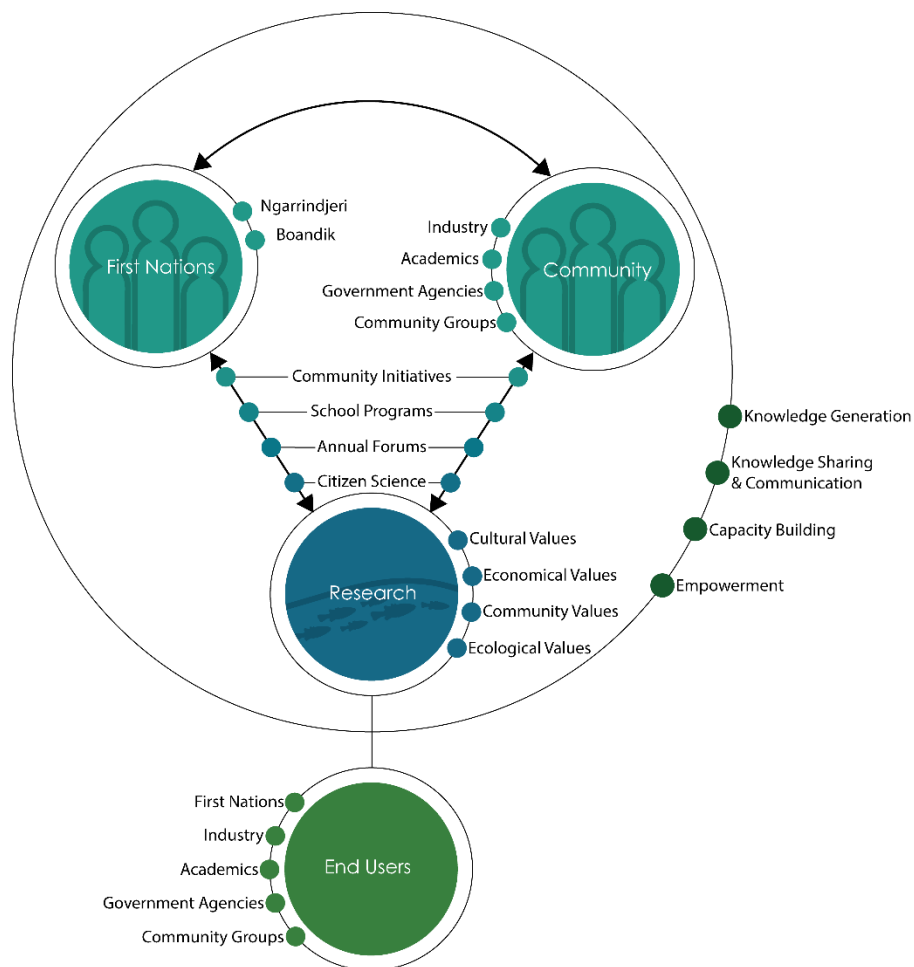 Ngarrindjeri
Boandik
First Nations
Industry
Academics
Government Agencies
Community Groups
Community
Community Initiatives
School Programs
Annual Forums
Citizen Science
Knowledge Generation
Knowledge Sharing
& Communication
Capacity Building
Empowerment
Research
Cultural Values
Economical Values
Community Values
Ecological Values
First Nations
Industry
Academics
Government Agencies
Community Groups
End Users